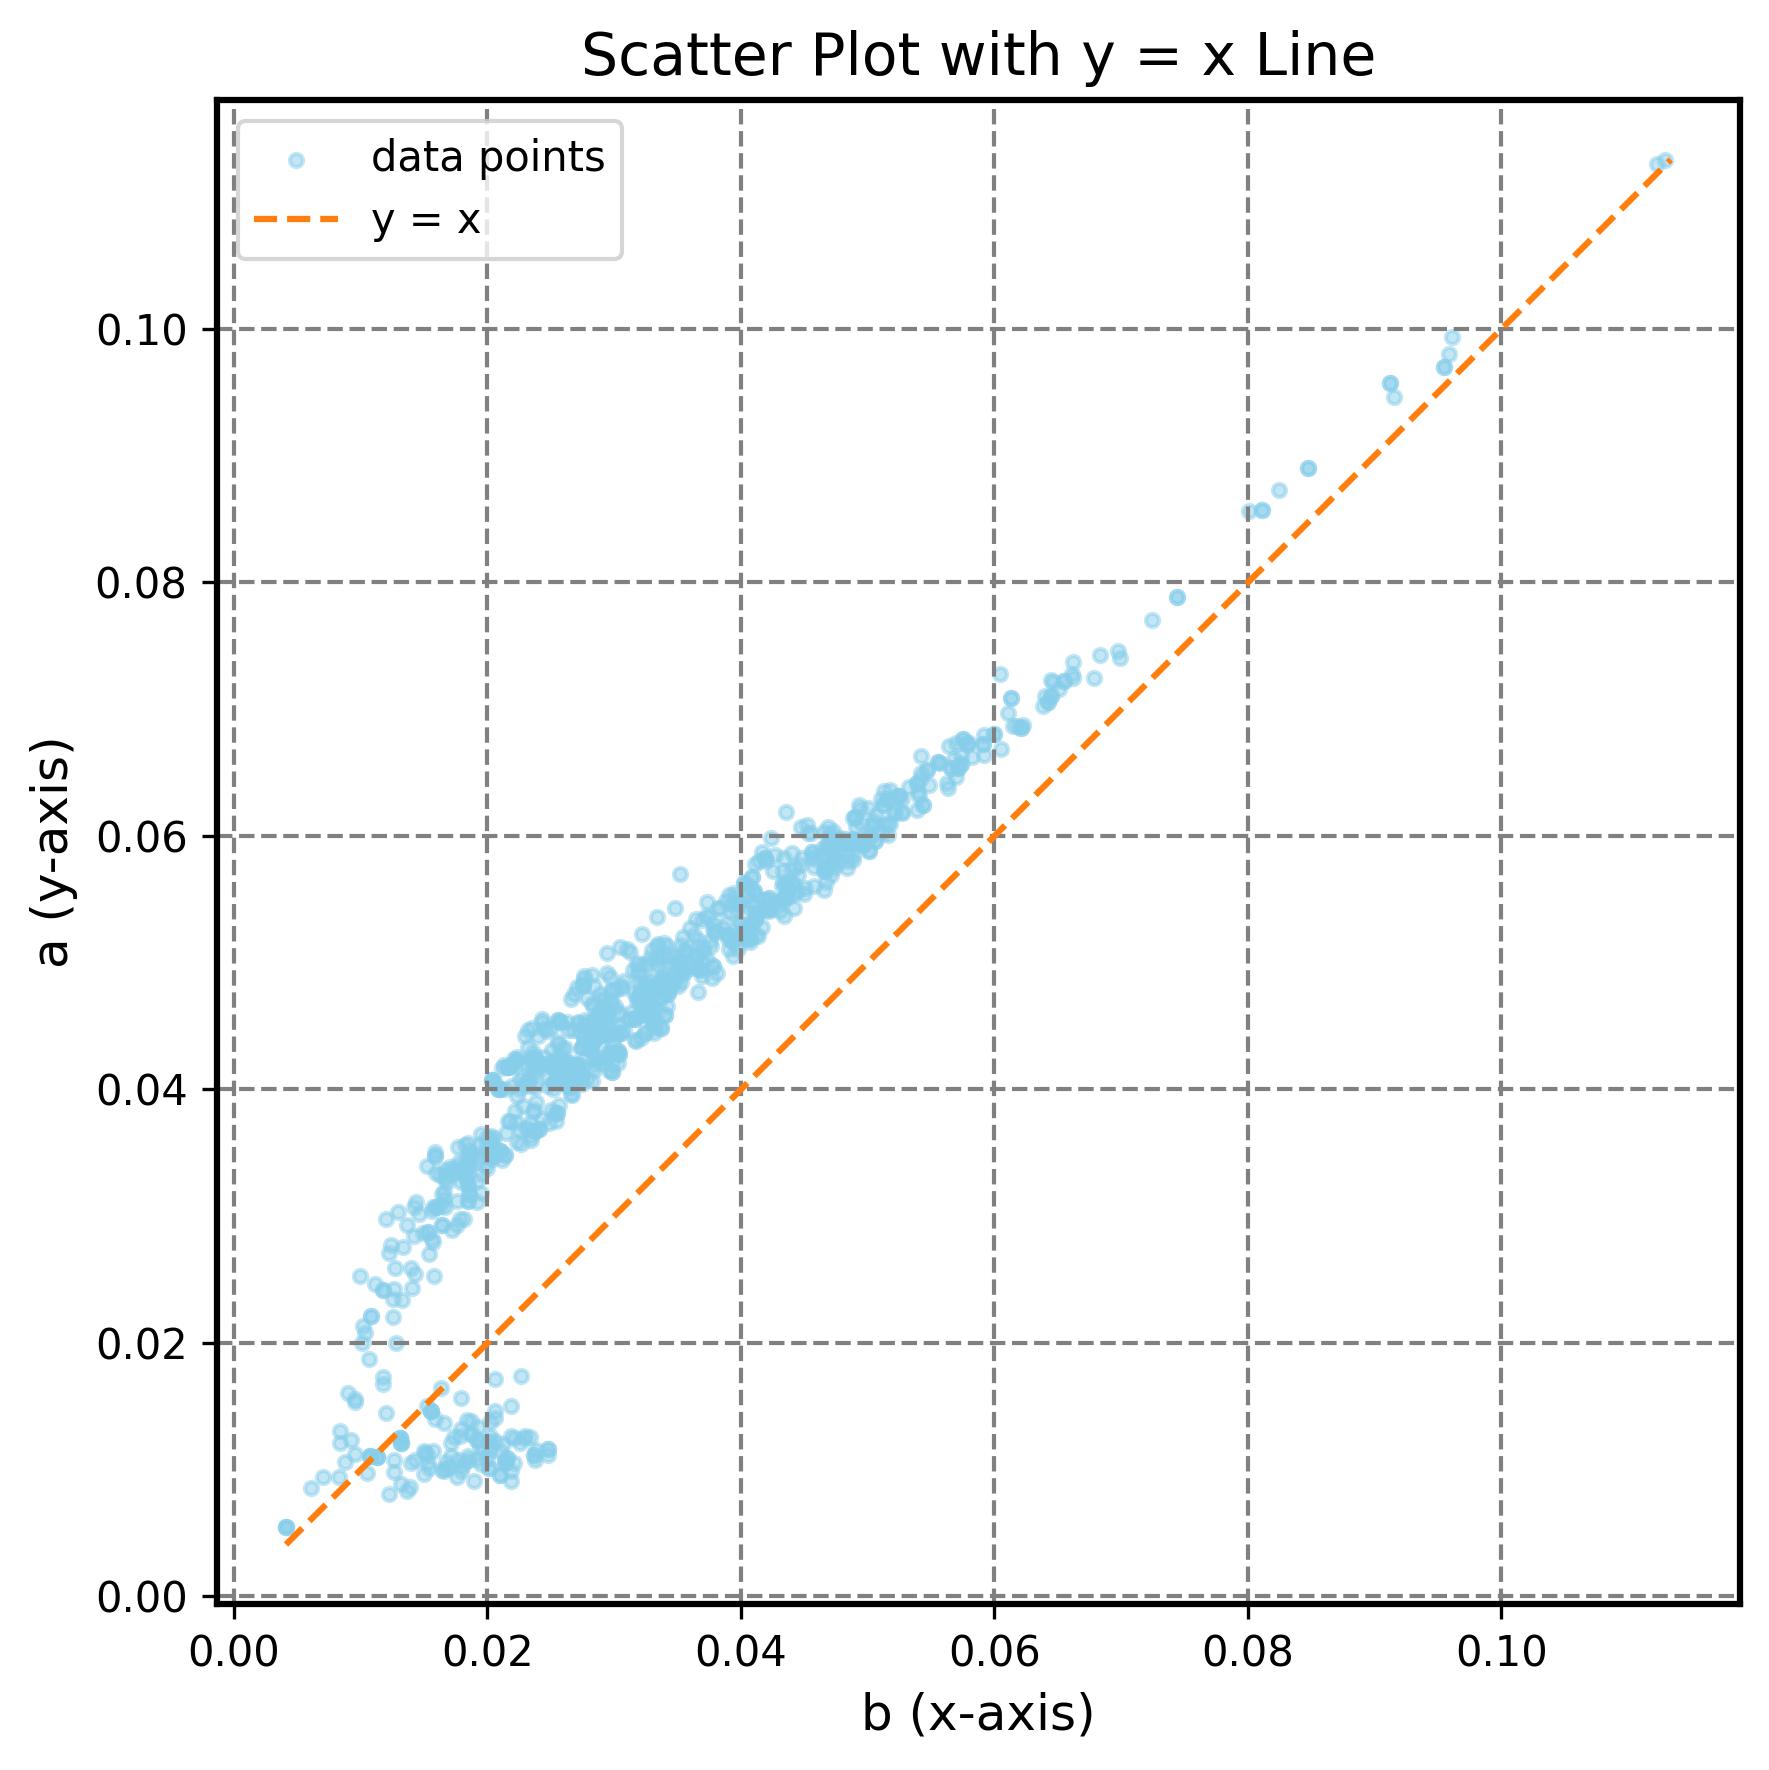 Scatter Plot with y = x Line
data points
y = x
0.10
0.08
0.06
0.04
0.02
0.00
a (y-axis)
0.00 0.02 0.04 0.06 0.08 0.10
b (x-axis)